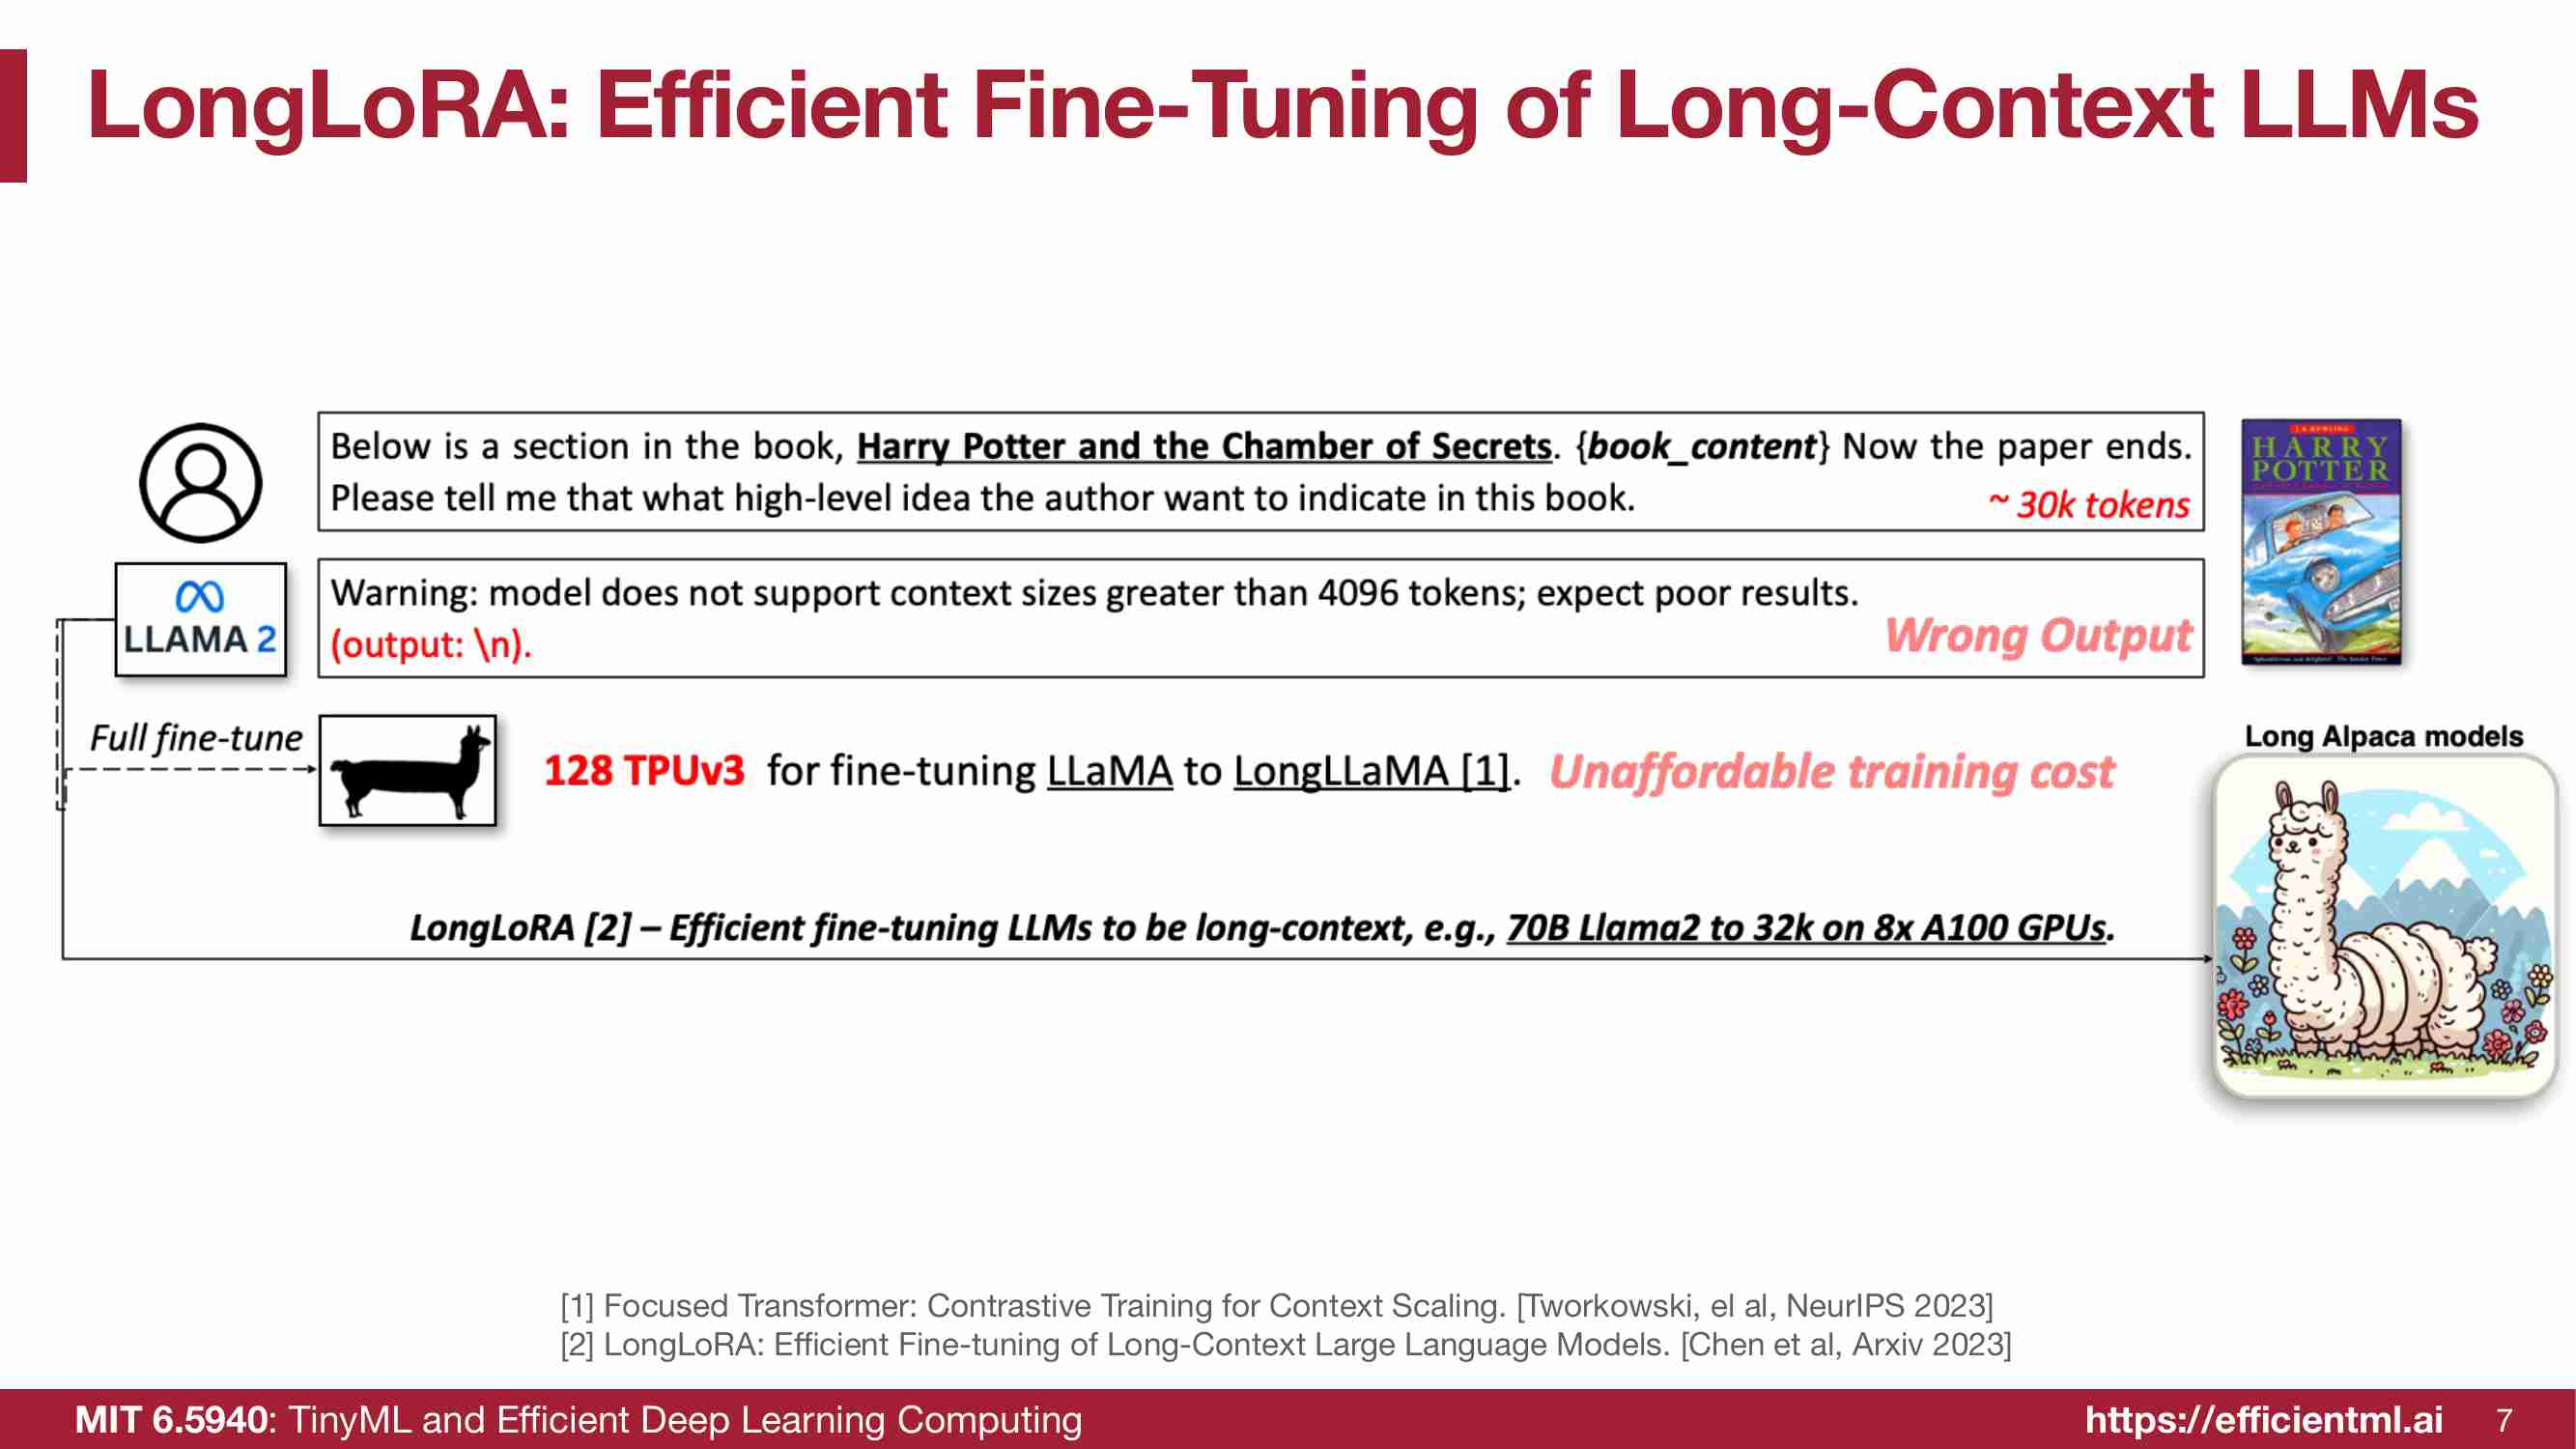 LongLoRA: Efficient Fine-Tuning of Long-Context LLMs
Below is a section in the book, Harry Potter and the Chamber of Secrets. {book_content} Now the paper ends.
Please tell me that what high-level idea the author want to indicate in this book.
~ 30k tokens
J.K.ROWLING
HARRY
POTTER
LLAMA 2
Warning: model does not support context sizes greater than 4096 tokens; expect poor results.
(output: \n).
Wrong Output
Full fine-tune
128 TPUv3 for fine-tuning LLaMA to LongLLaMA [1]. Unaffordable training cost
Long Alpaca models
LongLoRA [2] – Efficient fine-tuning LLMs to be long-context, e.g., 70B Llama2 to 32k on 8x A100 GPUs.
[1] Focused Transformer: Contrastive Training for Context Scaling. [Tworkowski, el al, NeurIPS 2023]
[2] LongLoRA: Efficient Fine-tuning of Long-Context Large Language Models. [Chen et al, Arxiv 2023]
MIT 6.5940: TinyML and Efficient Deep Learning Computing
https://efficientml.ai
7